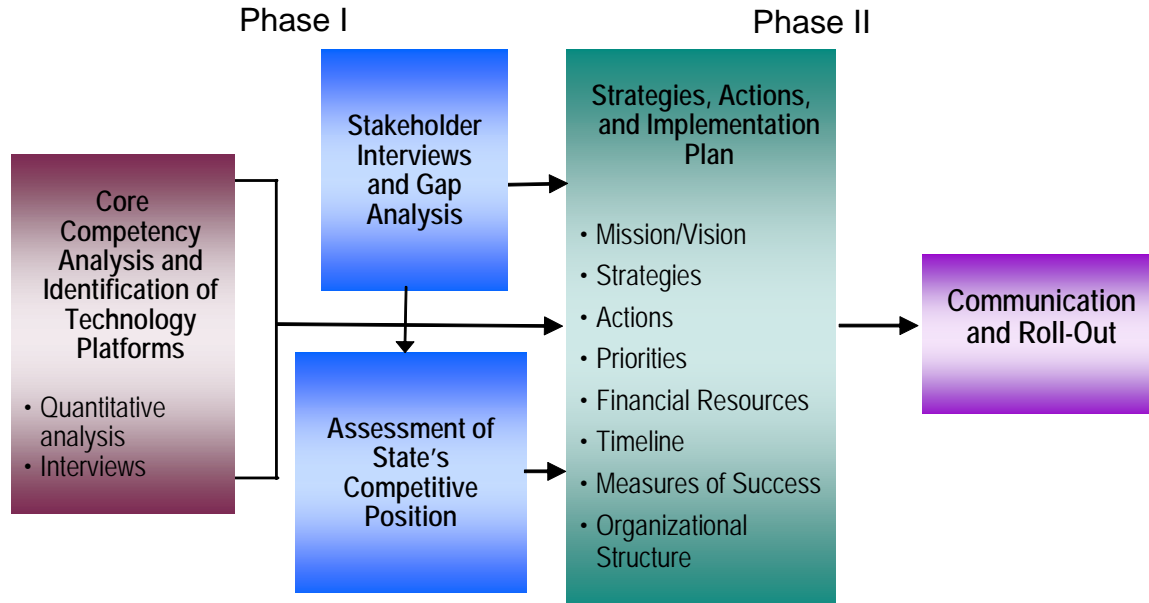 Phase I
Phase II
Core
Competency
Analysis and
Identification of
Technology
Platforms
• Quantitative
analysis
• Interviews
Stakeholder
Interviews
and Gap
Analysis
Assessment of
State's
Competitive
Position
Strategies, Actions,
and Implementation
Plan
• Mission/Vision
• Strategies
• Actions
• Priorities
• Financial Resources
• Timeline
• Measures of Success
• Organizational
Structure
Communication
and Roll-Out